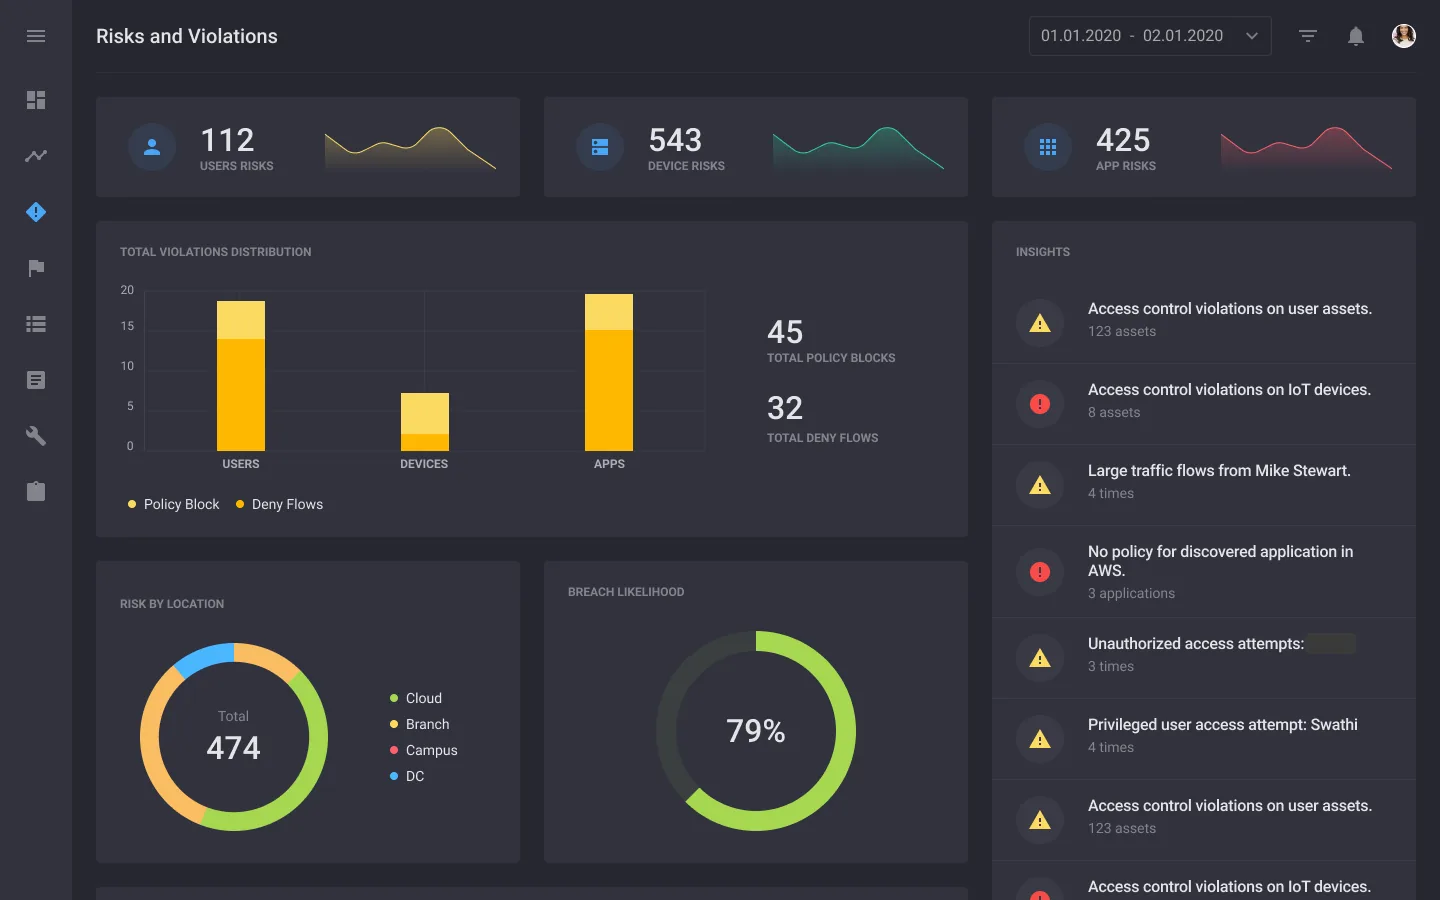 Risks and Violations
01.01.2020 - 02.01.2020
112
USERS RISKS
543
DEVICE RISKS
425
APP RISKS
TOTAL VIOLATIONS DISTRIBUTION
20
15
10
5
0
USERS
DEVICES
APPS
Policy Block
Deny Flows
45
TOTAL POLICY BLOCKS
32
TOTAL DENY FLOWS
RISK BY LOCATION
Total
474
Cloud
Branch
Campus
DC
BREACH LIKELIHOOD
79%
INSIGHTS
Access control violations on user assets.
123 assets
Access control violations on IoT devices.
8 assets
Large traffic flows from Mike Stewart.
4 times
No policy for discovered application in
AWS.
3 applications
Unauthorized access attempts:
3 times
Privileged user access attempt: Swathi
4 times
Access control violations on user assets.
123 assets
Access control violations on IoT devices.